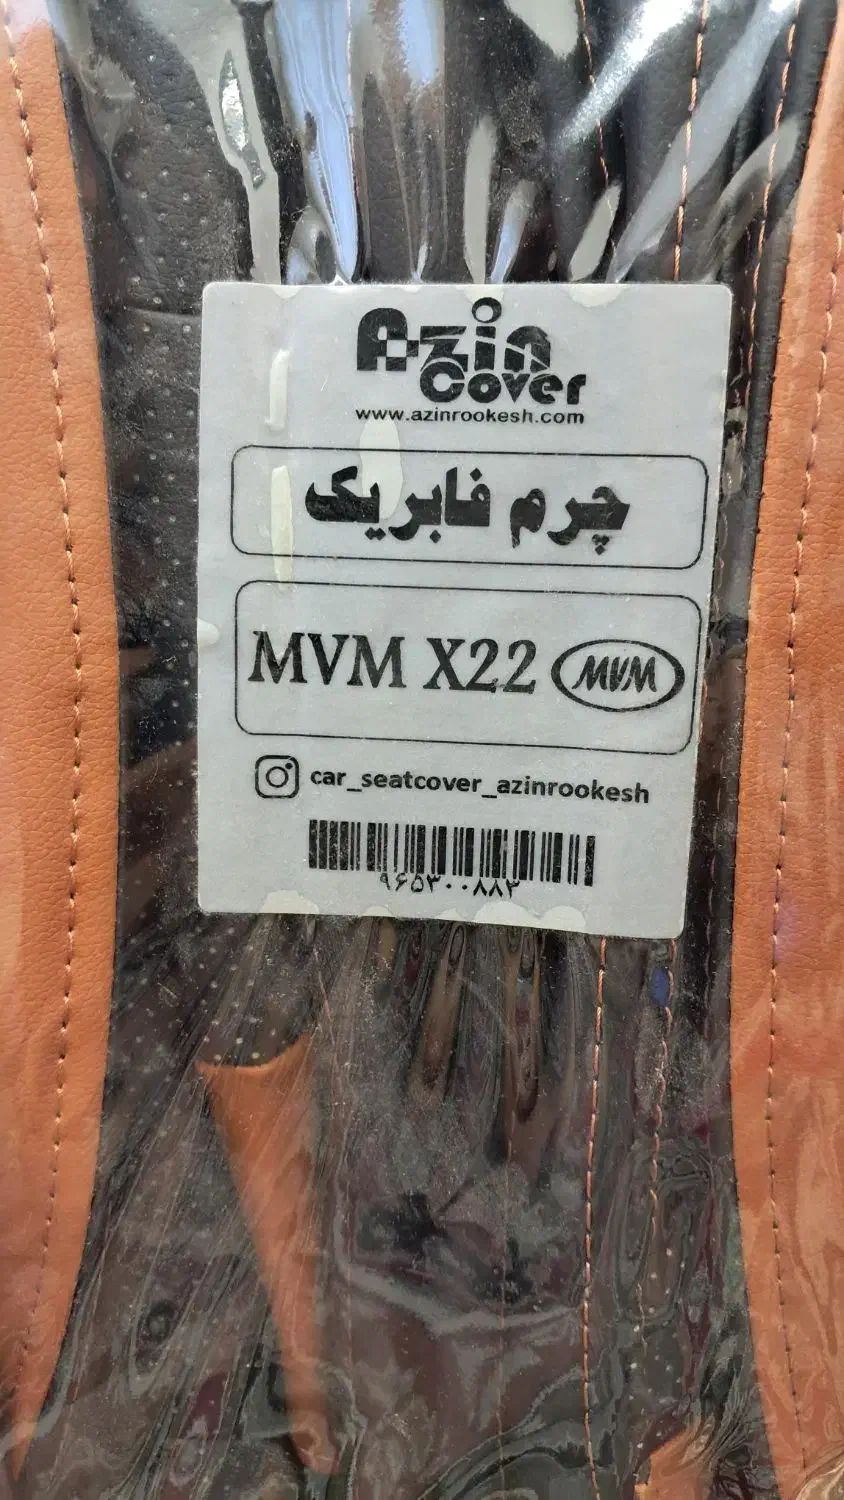 Azin
Cover
www.azinrookesh.com
چرم فابریک
MVM X22 MVM
car_seatcover_azinrookesh
۹۶۵۳۰۰۸۸۳